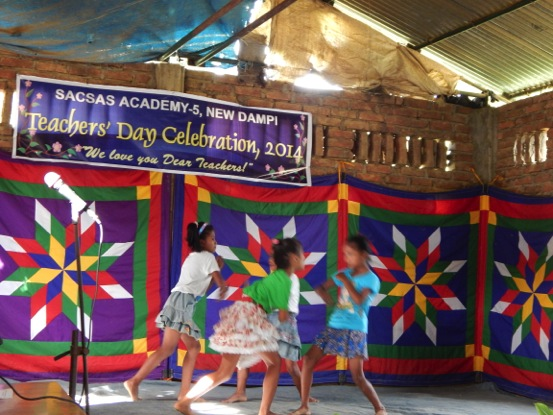 SACSAS ACADEMY-5, NEW DAMPI
Teachers' Day Celebration, 2014
"We love you Dear Teachers!"